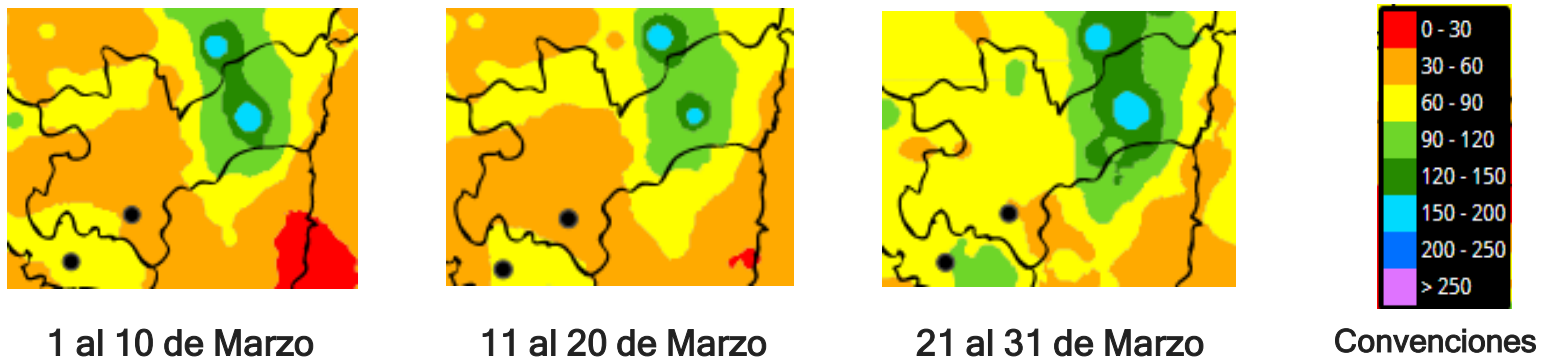 0 - 30
30 - 60
60 - 90
90 - 120
120 - 150
150 - 200
200 - 250
> 250
1 al 10 de Marzo
11 al 20 de Marzo
21 al 31 de Marzo
Convenciones